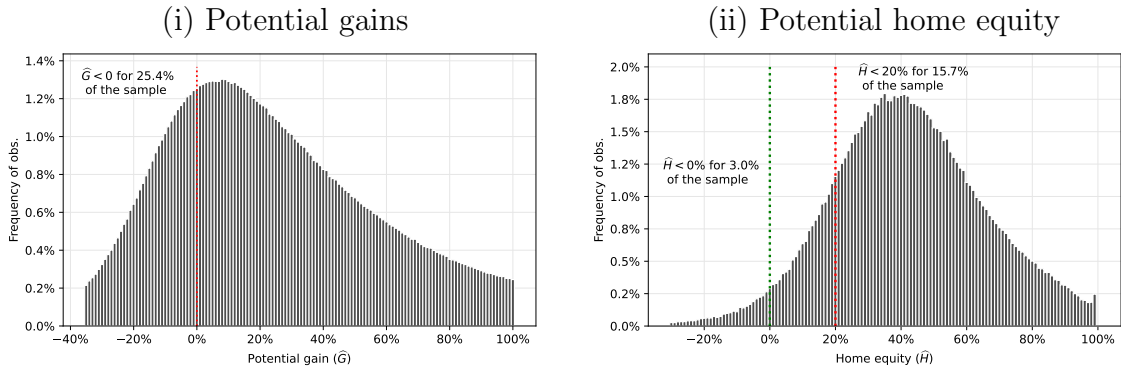 (i) Potential gains
1.4%
1.2%
1.0%
0.8%
0.6%
0.4%
0.2%
0.0%
Frequency of obs.
Ĝ < 0 for 25.4%
of the sample
−40%
−20%
0%
20%
40%
60%
80%
100%
Potential gain (Ĝ)
(ii) Potential home equity
2.0%
1.8%
1.5%
1.2%
1.0%
0.8%
0.5%
0.2%
0.0%
Frequency of obs.
Ĥ < 20% for 15.7%
of the sample
Ĥ < 0% for 3.0%
of the sample
−20%
0%
20%
40%
60%
80%
100%
Home equity (Ĥ)